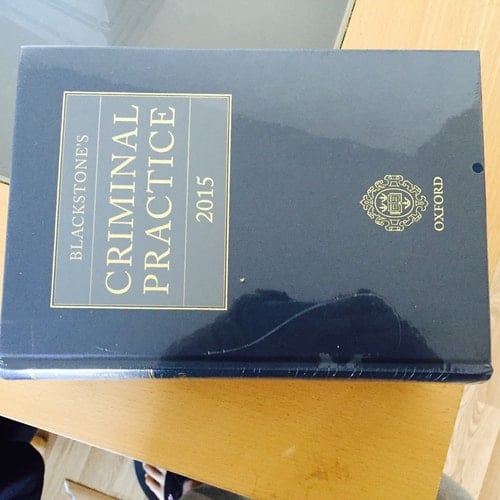 BLACKSTONE'S
CRIMINAL
PRACTICE
2015
OXFORD